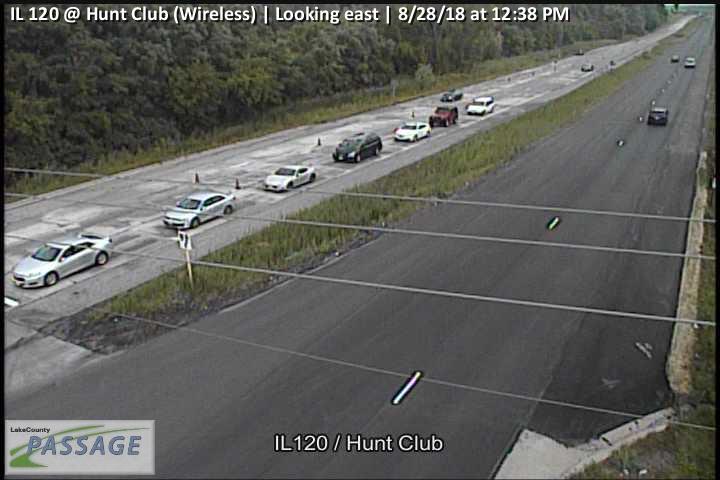 IL 120 @ Hunt Club (Wireless) | Looking east | 8/28/18 at 12:38 PM
LakeCounty
PASSAGE
IL120 / Hunt Club